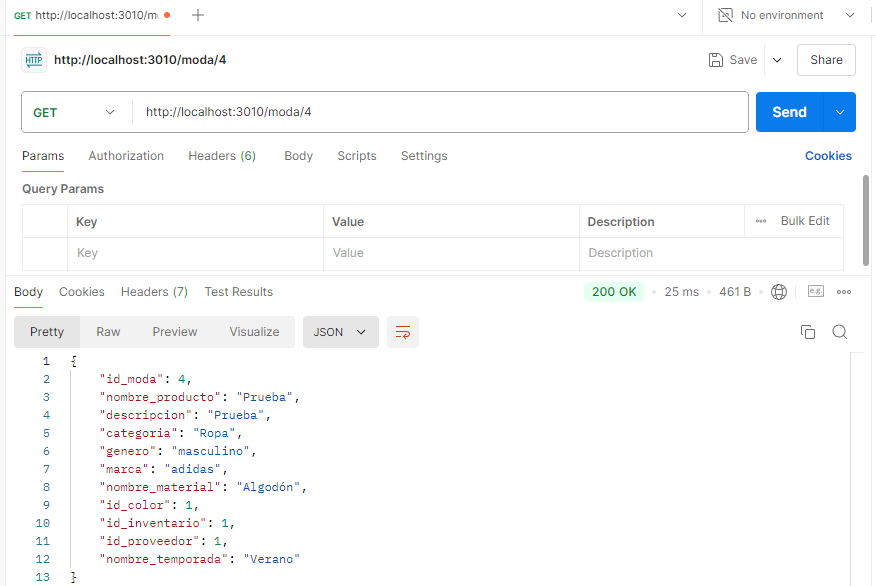 GET http://localhost:3010/m
No environment
HTTP http://localhost:3010/moda/4
Save
Share
GET
http://localhost:3010/moda/4
Send
Params Authorization Headers (6) Body Scripts Settings Cookies
Query Params
Key Value Description ••• Bulk Edit
Key Value Description
Body Cookies Headers (7) Test Results 200 OK • 25 ms • 461 B • e.g. •••
Pretty Raw Preview Visualize JSON
1 {
2 "id_moda": 4,
3 "nombre_producto": "Prueba",
4 "descripcion": "Prueba",
5 "categoria": "Ropa",
6 "genero": "masculino",
7 "marca": "adidas",
8 "nombre_material": "Algodón",
9 "id_color": 1,
10 "id_inventario": 1,
11 "id_proveedor": 1,
12 "nombre_temporada": "Verano"
13 }